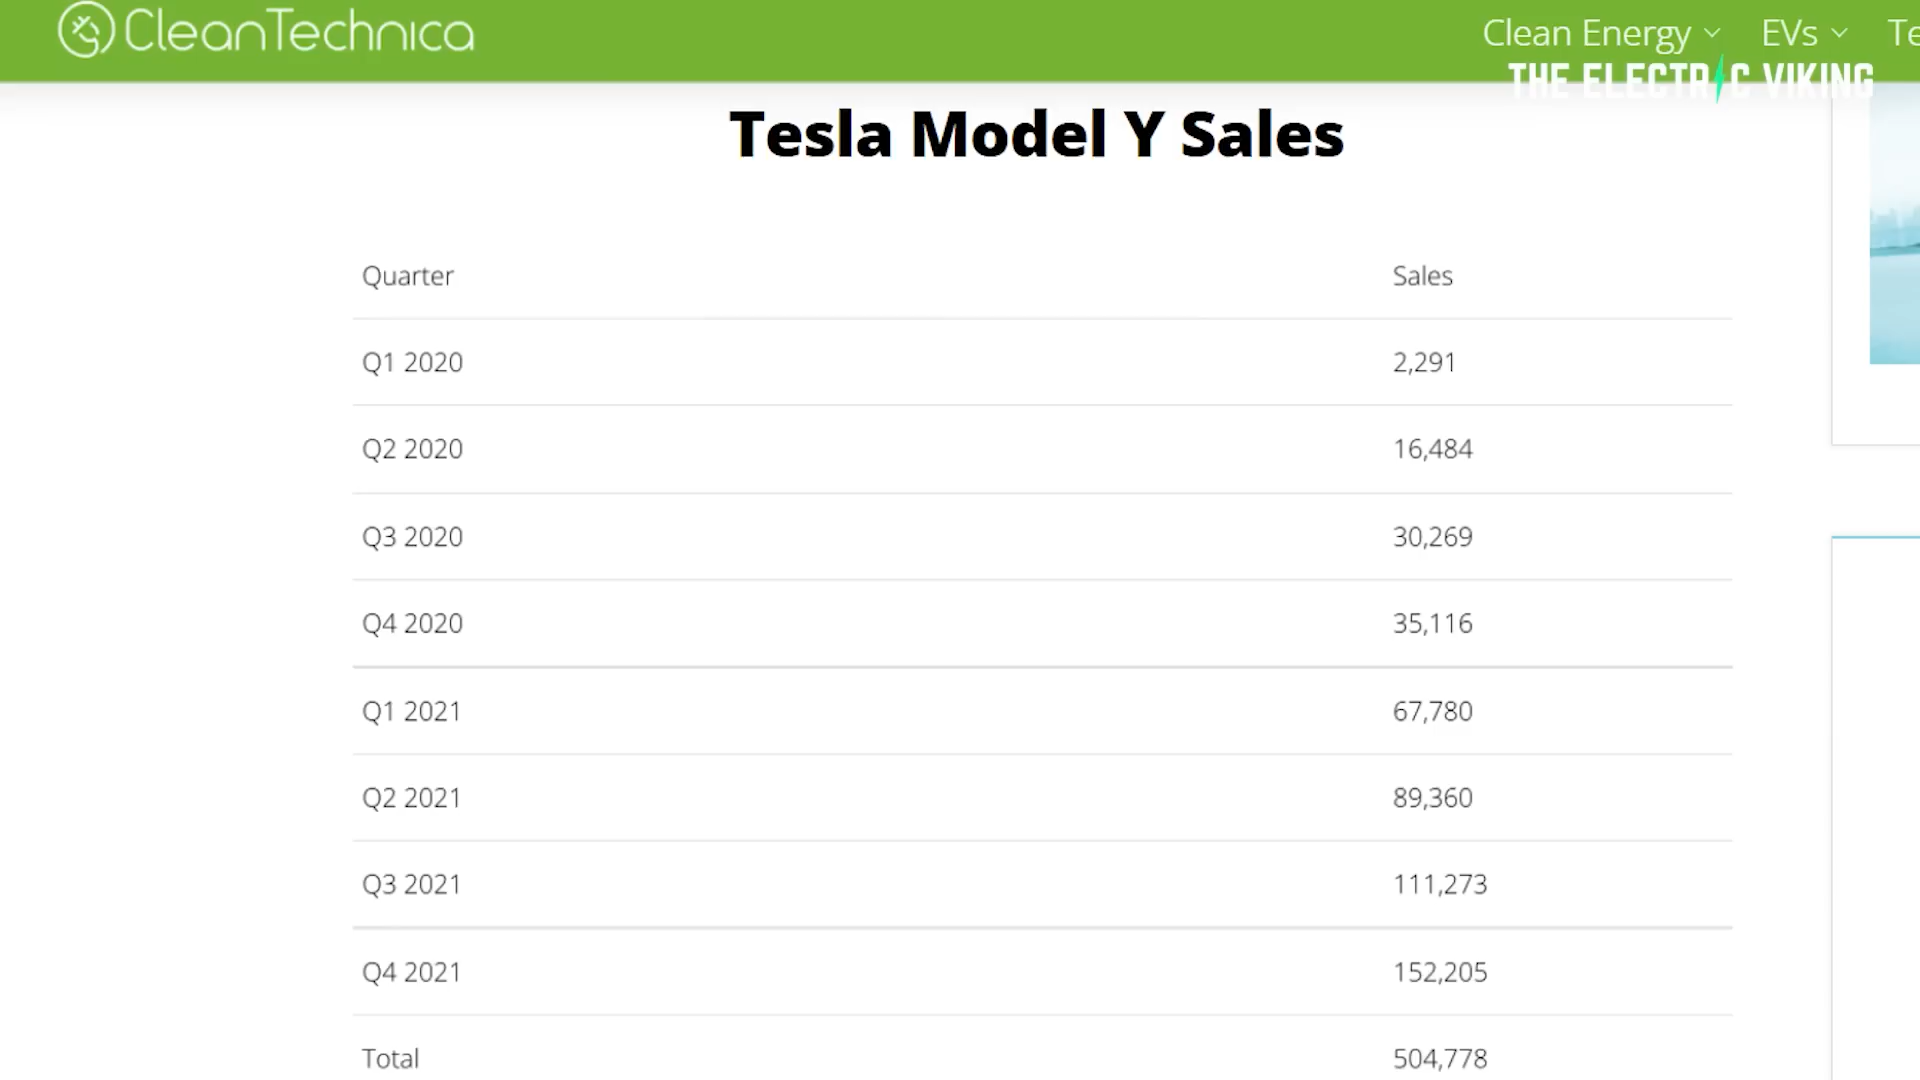 CleanTechnica
Clean Energy EVs Te
THE ELECTRIC VIKING
Tesla Model Y Sales
Quarter Sales
Q1 2020 2,291
Q2 2020 16,484
Q3 2020 30,269
Q4 2020 35,116
Q1 2021 67,780
Q2 2021 89,360
Q3 2021 111,273
Q4 2021 152,205
Total 504,778